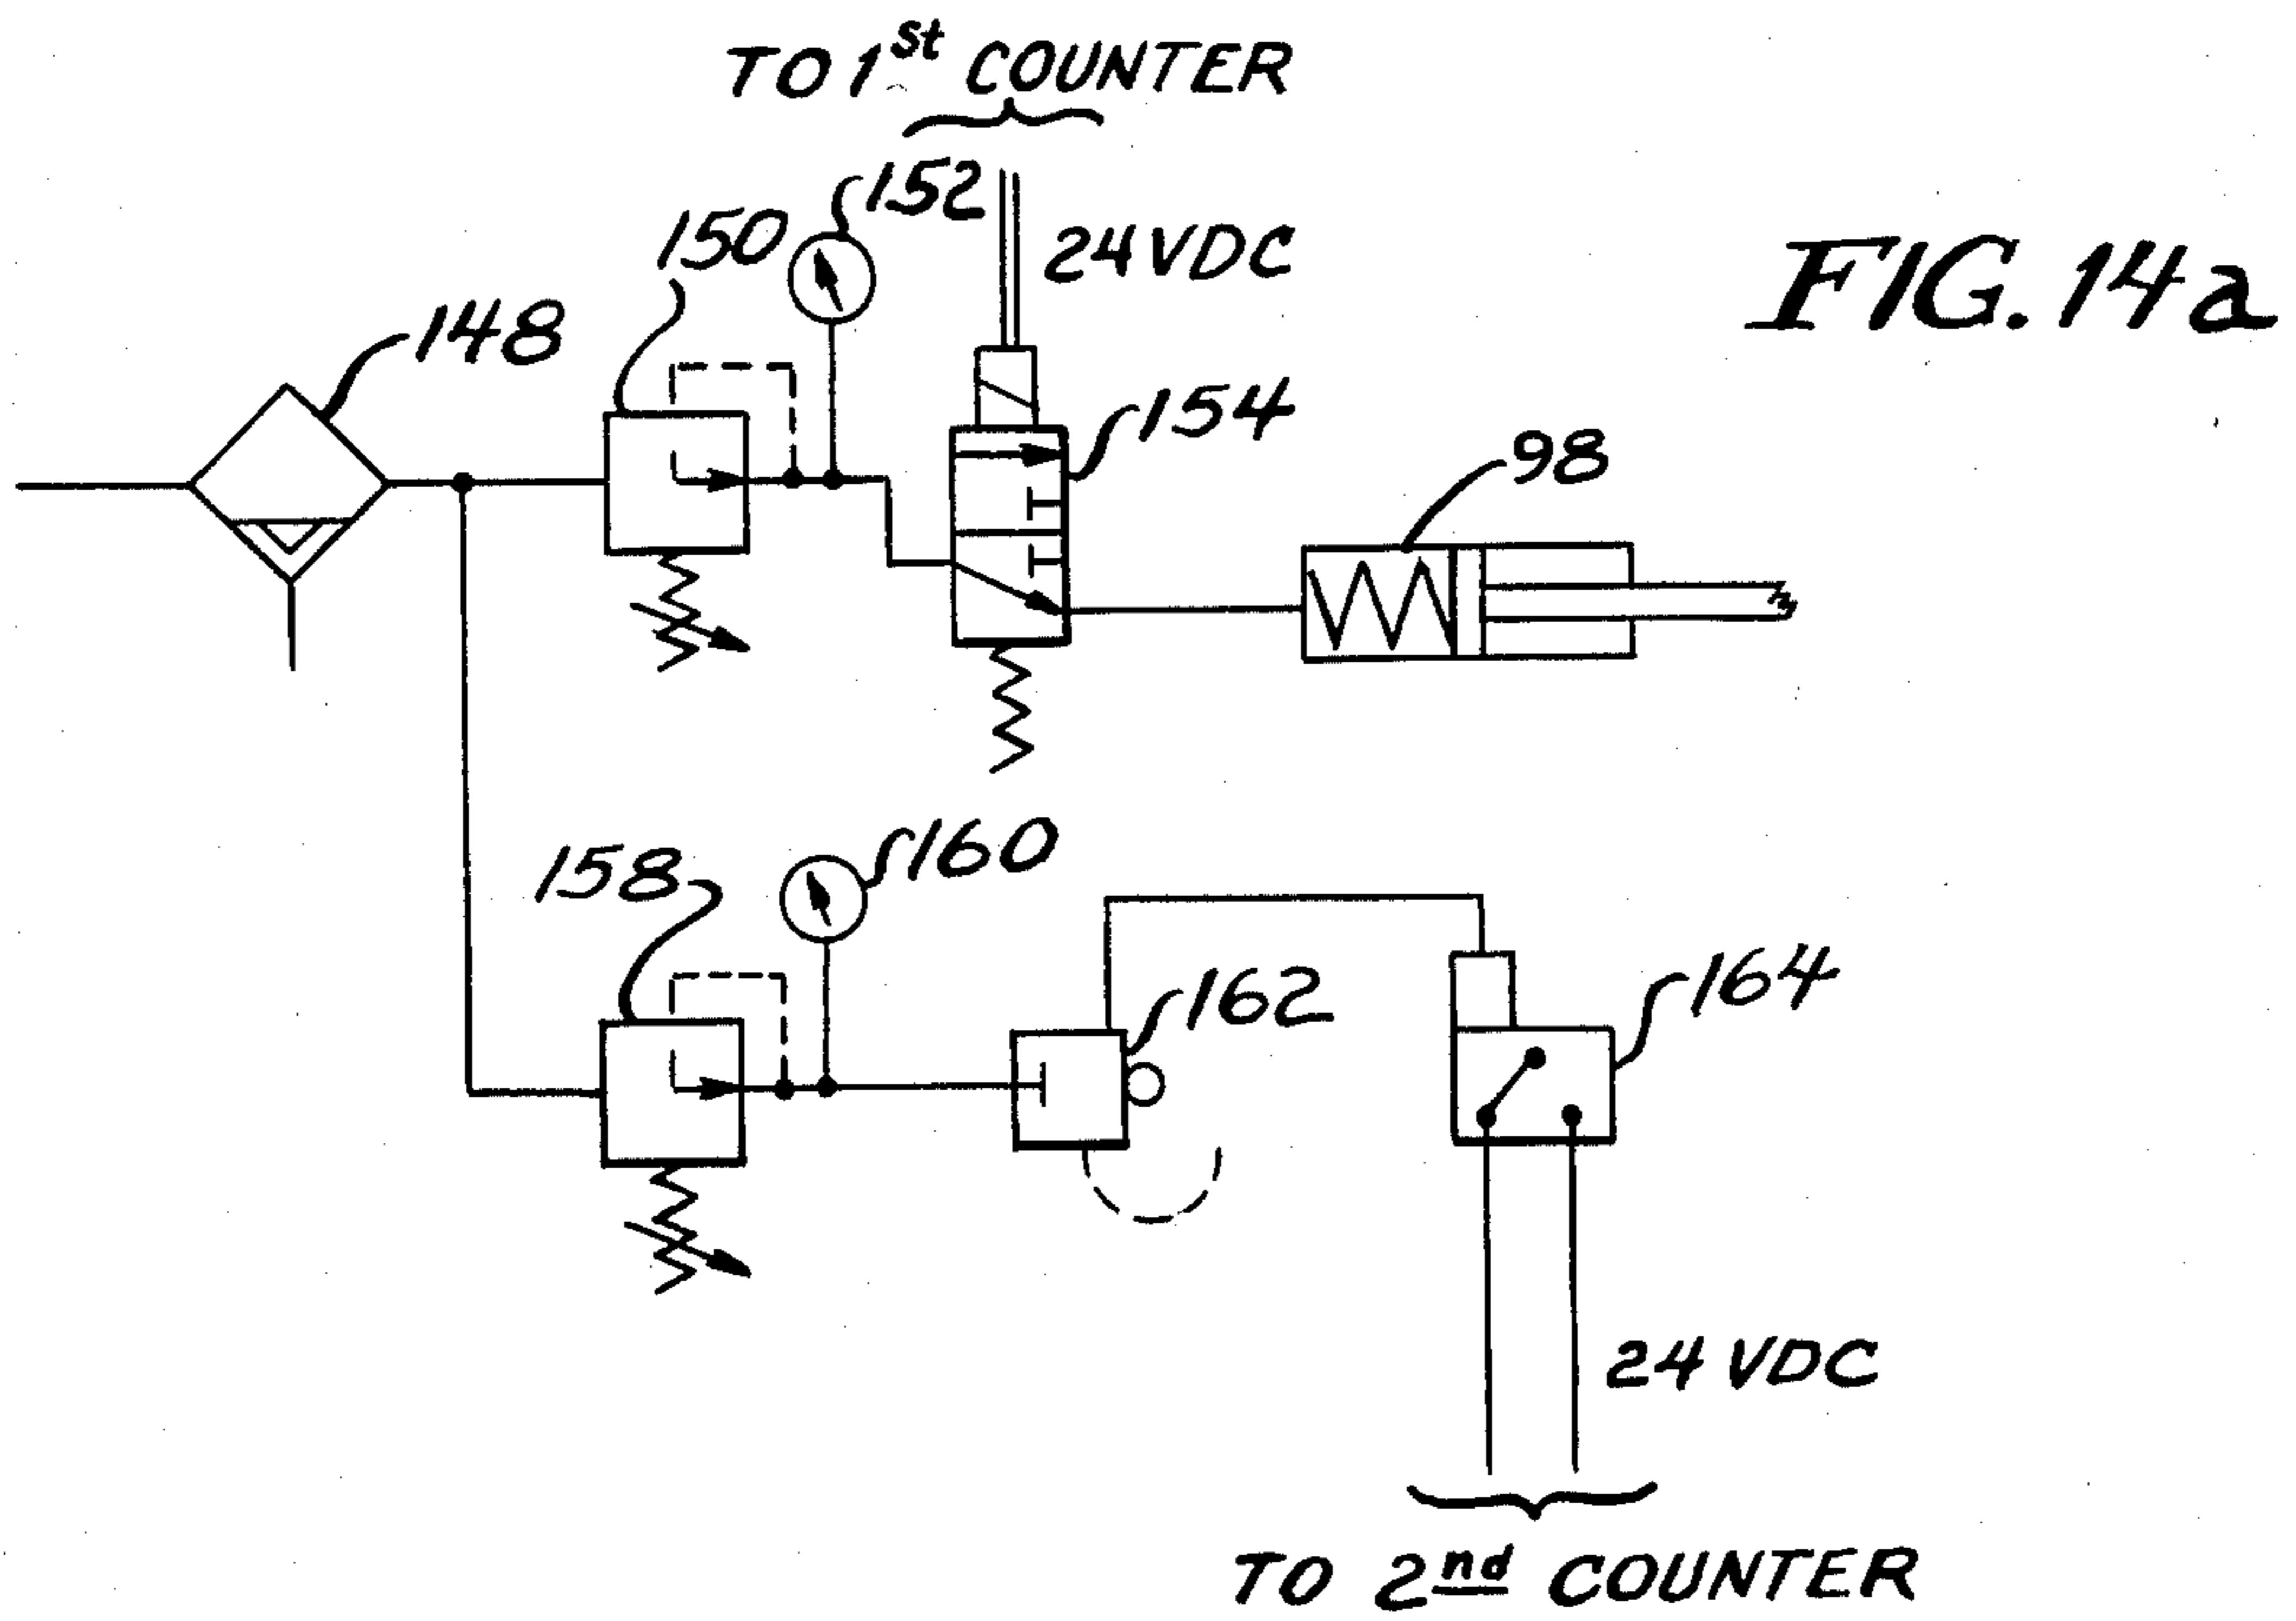 TO 1st COUNTER
152
150
24VDC
FIG. 14a
148
154
98
158
160
162
164
24 VDC
TO 2nd COUNTER